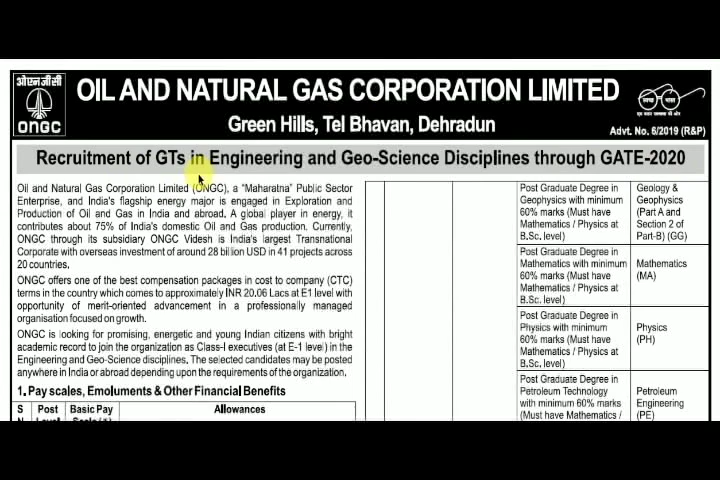 ओएनजीसी
ONGC
OIL AND NATURAL GAS CORPORATION LIMITED
Green Hills, Tel Bhavan, Dehradun
स्वच्छ भारत
एक कदम स्वच्छता की ओर
Advt. No. 6/2019 (R&P)
Recruitment of GTs in Engineering and Geo-Science Disciplines through GATE-2020
Oil and Natural Gas Corporation Limited (ONGC), a “Maharatna” Public Sector
Enterprise, and India's flagship energy major is engaged in Exploration and
Production of Oil and Gas in India and abroad. A global player in energy, it
contributes about 75% of India's domestic Oil and Gas production. Currently,
ONGC through its subsidiary ONGC Videsh is India's largest Transnational
Corporate with overseas investment of around 28 billion USD in 41 projects across
20 countries.
ONGC offers one of the best compensation packages in cost to company (CTC)
terms in the country which comes to approximately INR 20.06 Lacs at E1 level with
opportunity of merit-oriented advancement in a professionally managed
organisation focused on growth.
ONGC is looking for promising, energetic and young Indian citizens with bright
academic record to join the organization as Class-I executives (at E-1 level) in the
Engineering and Geo-Science disciplines. The selected candidates may be posted
anywhere in India or abroad depending upon the requirements of the organization.
1. Pay scales, Emoluments & Other Financial Benefits
S Post Basic Pay Allowances
Post Graduate Degree in
Geophysics with minimum
60% marks (Must have
Mathematics / Physics at
B.Sc. level)
Geology &
Geophysics
(Part A and
Section 2 of
Part-B) (GG)
Post Graduate Degree in
Mathematics with minimum
60% marks (Must have
Mathematics / Physics at
B.Sc. level)
Mathematics
(MA)
Post Graduate Degree in
Physics with minimum
60% marks (Must have
Mathematics / Physics at
B.Sc. level)
Physics
(PH)
Post Graduate Degree in
Petroleum Technology
with minimum 60% marks
(Must have Mathematics /
Petroleum
Engineering
(PE)